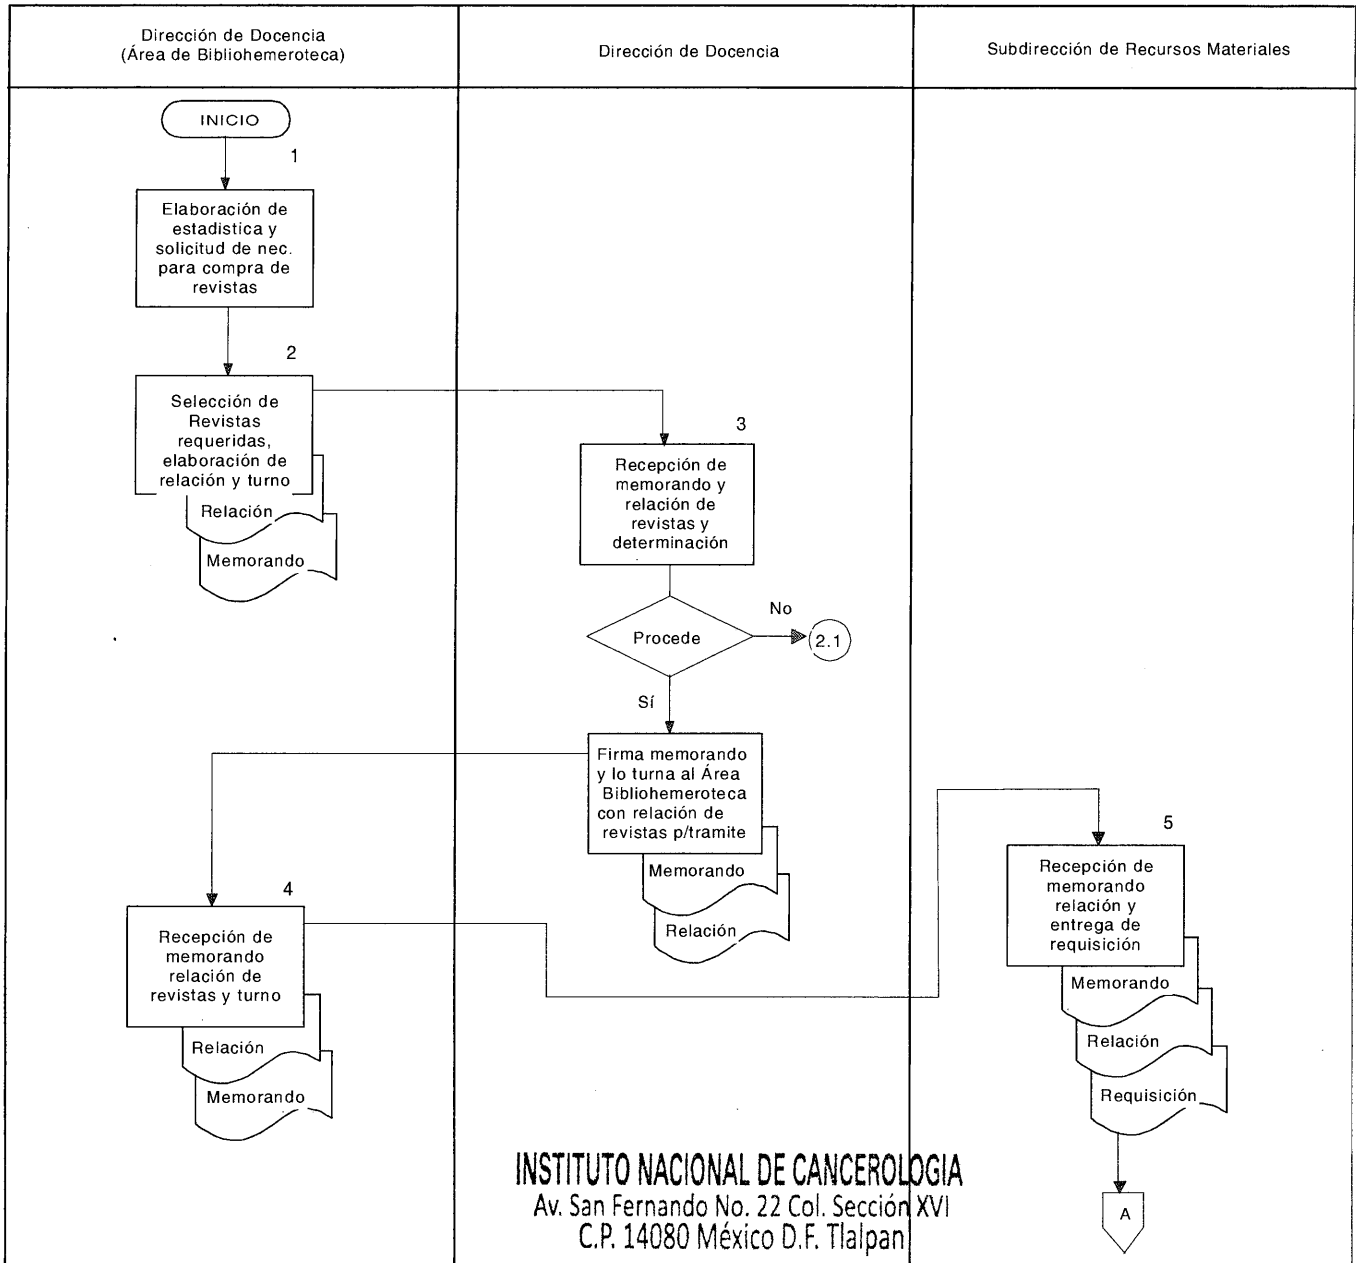 Dirección de Docencia
(Área de Bibliohemeroteca)
Dirección de Docencia
Subdirección de Recursos Materiales
INICIO
1
Elaboración de
estadistica y
solicitud de nec.
para compra de
revistas
2
Selección de
Revistas
requeridas,
elaboración de
relación y turno
Relación
Memorando
3
Recepción de
memorando y
relación de
revistas y
determinación
Procede
No
2.1
Sí
Firma memorando
y lo turna al Área
Bibliohemeroteca
con relación de
revistas p/tramite
Memorando
Relación
4
Recepción de
memorando
relación de
revistas y turno
Relación
Memorando
5
Recepción de
memorando
relación y
entrega de
requisición
Memorando
Relación
Requisición
A
INSTITUTO NACIONAL DE CANCEROLOGIA
Av. San Fernando No. 22 Col. Sección XVI
C.P. 14080 México D.F. Tlalpan